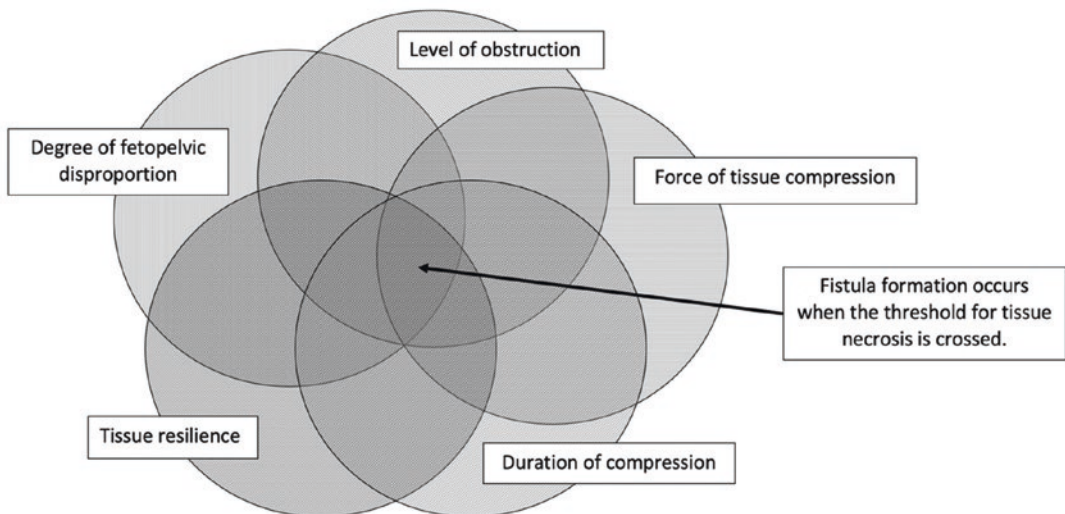 Level of obstruction
Degree of fetopelvic
disproportion
Force of tissue compression
Fistula formation occurs
when the threshold for tissue
necrosis is crossed.
Tissue resilience
Duration of compression